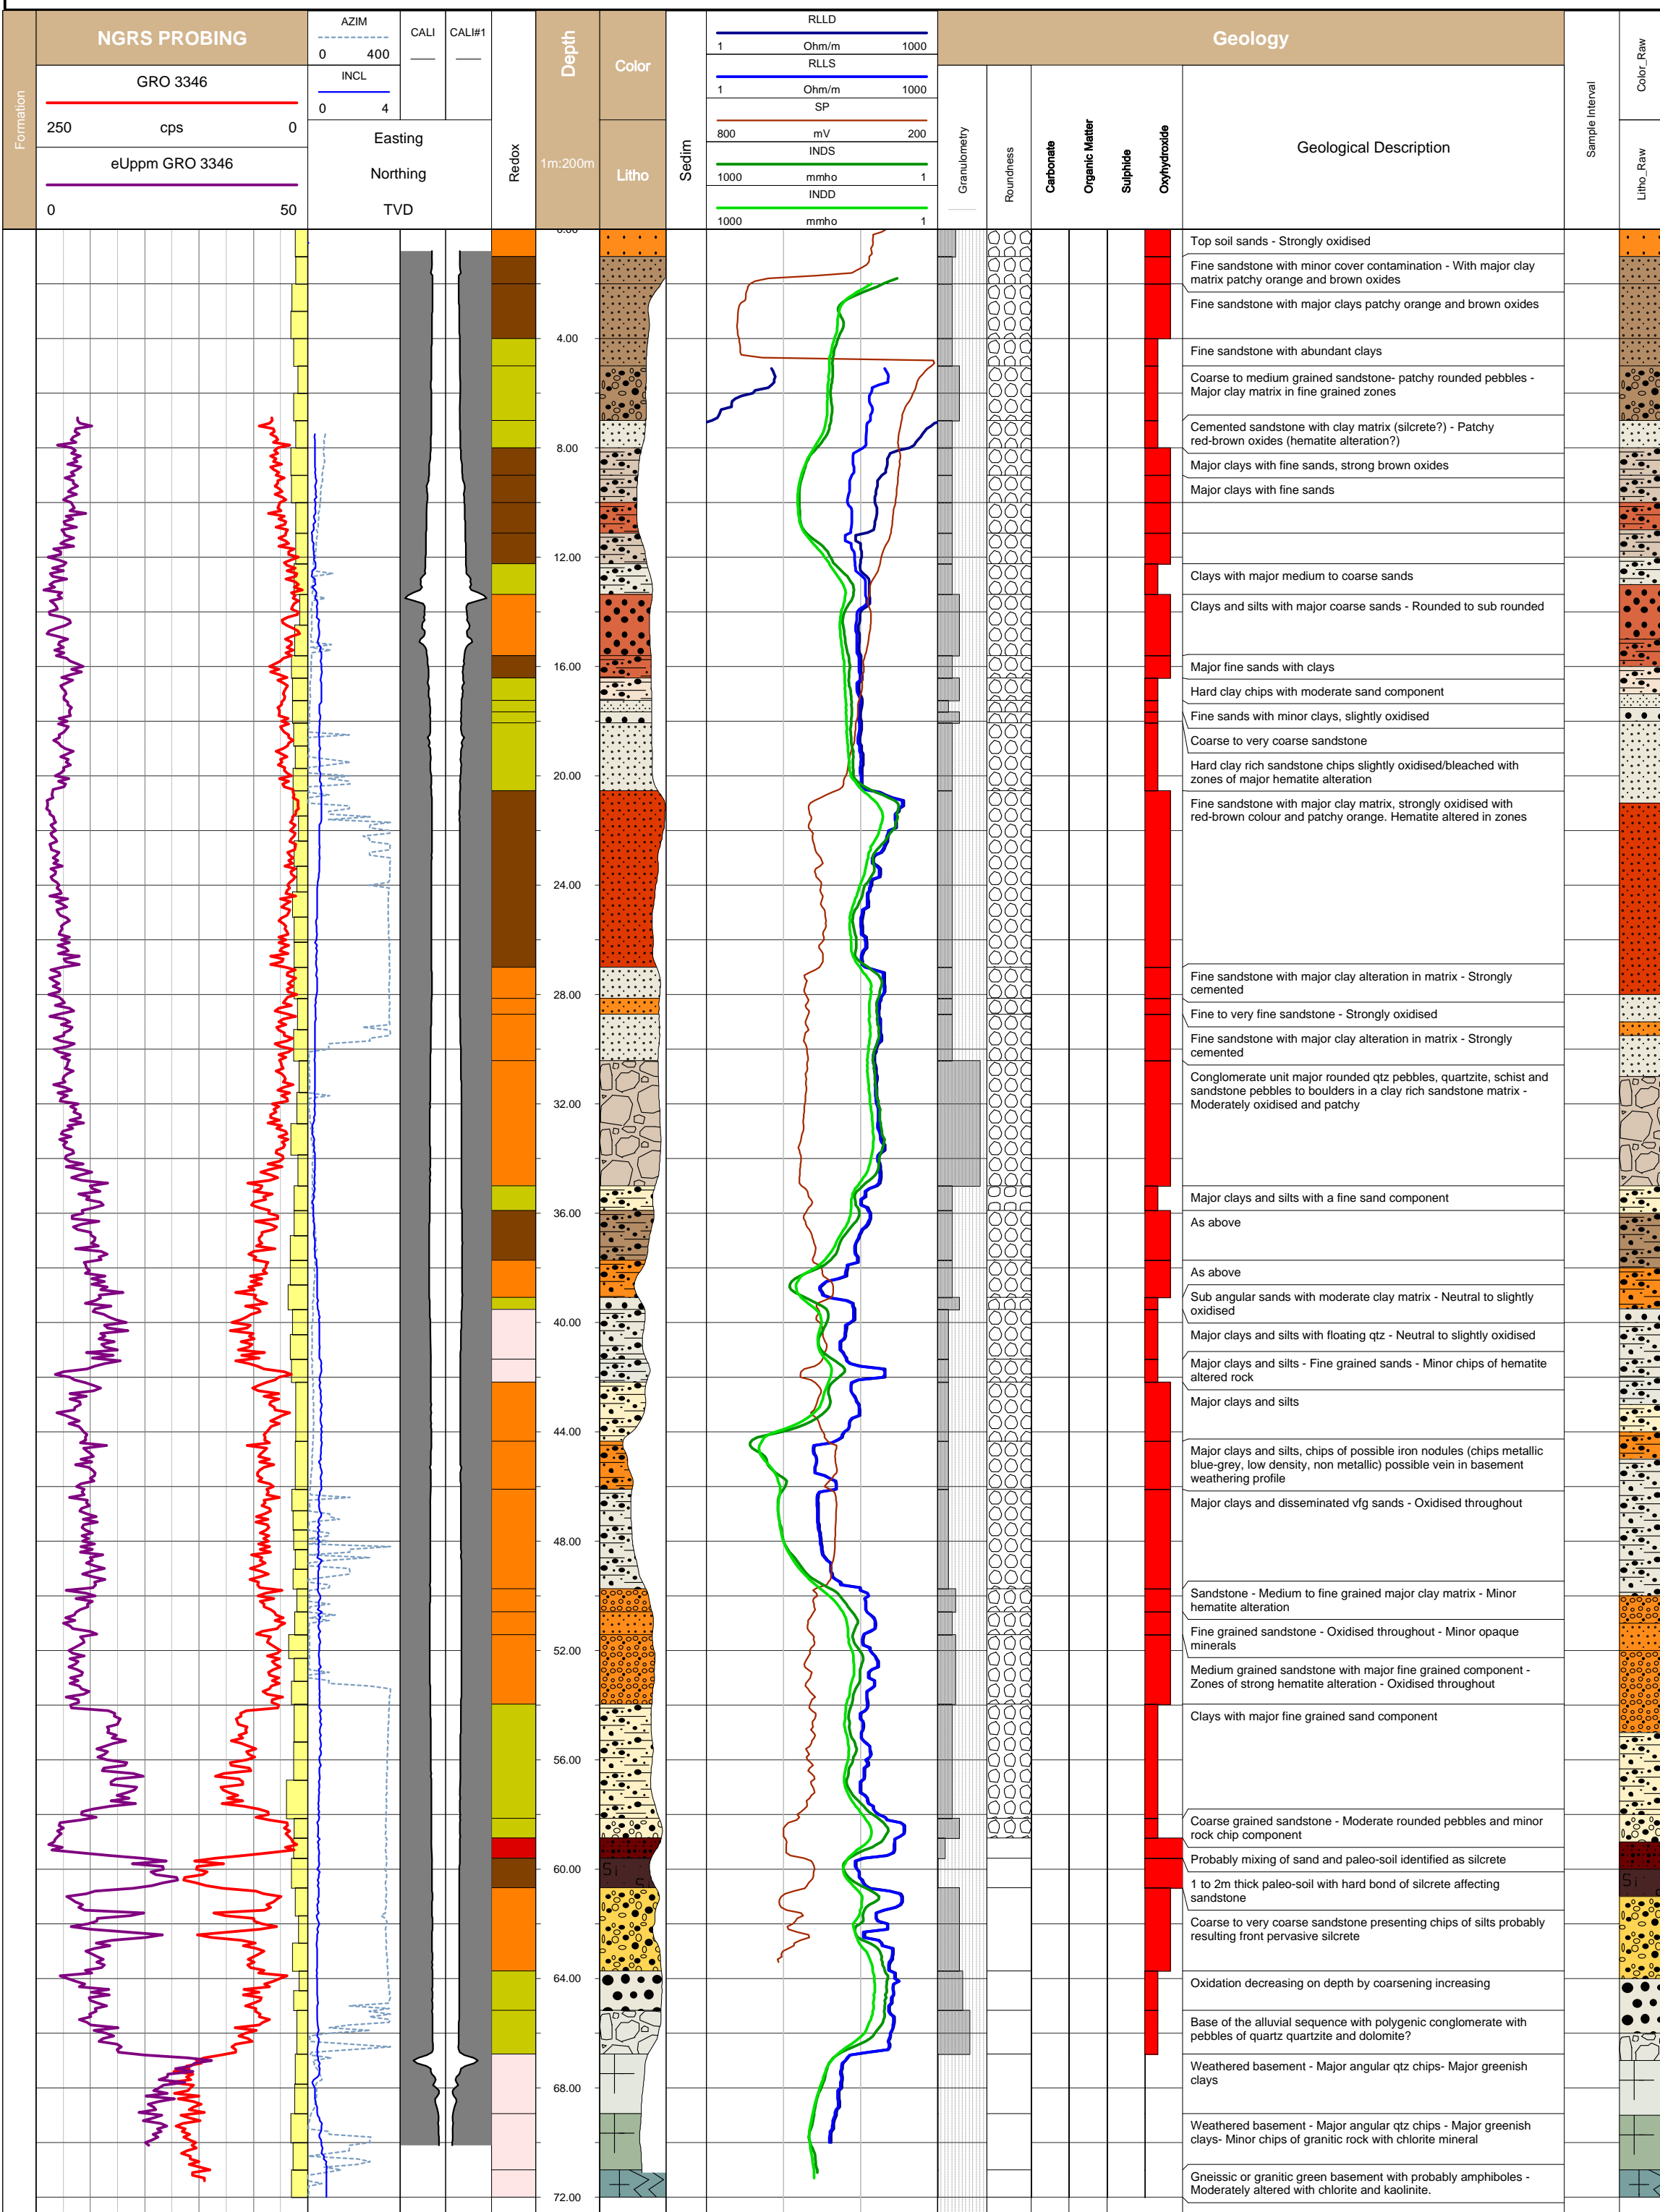 Formation
NGRS PROBING
GRO 3346
250 cps 0
eUppm GRO 3346
0 50
AZIM
0 400
INCL
0 4
CALI
CALI#1
Easting
Northing
TVD
Redox
Depth
1m:200m
Color
Litho
Sedim
RLLD
1 Ohm/m 1000
RLLS
1 Ohm/m 1000
SP
800 mV 200
INDS
1000 mmho 1
INDD
1000 mmho 1
Geology
Granulometry
Roundness
Carbonate
Organic Matter
Sulphide
Oxyhydroxide
Geological Description
Sample Interval
Color_Raw
Litho_Raw
4.00
8.00
12.00
16.00
20.00
24.00
28.00
32.00
36.00
40.00
44.00
48.00
52.00
56.00
60.00
64.00
68.00
72.00
Top soil sands - Strongly oxidised
Fine sandstone with minor cover contamination - With major clay
matrix patchy orange and brown oxides
Fine sandstone with major clays patchy orange and brown oxides
Fine sandstone with abundant clays
Coarse to medium grained sandstone- patchy rounded pebbles -
Major clay matrix in fine grained zones
Cemented sandstone with clay matrix (silcrete?) - Patchy
red-brown oxides (hematite alteration?)
Major clays with fine sands, strong brown oxides
Major clays with fine sands
Clays with major medium to coarse sands
Clays and silts with major coarse sands - Rounded to sub rounded
Major fine sands with clays
Hard clay chips with moderate sand component
Fine sands with minor clays, slightly oxidised
Coarse to very coarse sandstone
Hard clay rich sandstone chips slightly oxidised/bleached with
zones of major hematite alteration
Fine sandstone with major clay matrix, strongly oxidised with
red-brown colour and patchy orange. Hematite altered in zones
Fine sandstone with major clay alteration in matrix - Strongly
cemented
Fine to very fine sandstone - Strongly oxidised
Fine sandstone with major clay alteration in matrix - Strongly
cemented
Conglomerate unit major rounded qtz pebbles, quartzite, schist and
sandstone pebbles to boulders in a clay rich sandstone matrix -
Moderately oxidised and patchy
Major clays and silts with a fine sand component
As above
As above
Sub angular sands with moderate clay matrix - Neutral to slightly
oxidised
Major clays and silts with floating qtz - Neutral to slightly oxidised
Major clays and silts - Fine grained sands - Minor chips of hematite
altered rock
Major clays and silts
Major clays and silts, chips of possible iron nodules (chips metallic
blue-grey, low density, non metallic) possible vein in basement
weathering profile
Major clays and disseminated vfg sands - Oxidised throughout
Sandstone - Medium to fine grained major clay matrix - Minor
hematite alteration
Fine grained sandstone - Oxidised throughout - Minor opaque
minerals
Medium grained sandstone with major fine grained component -
Zones of strong hematite alteration - Oxidised throughout
Clays with major fine grained sand component
Coarse grained sandstone - Moderate rounded pebbles and minor
rock chip component
Probably mixing of sand and paleo-soil identified as silcrete
1 to 2m thick paleo-soil with hard bond of silcrete affecting
sandstone
Coarse to very coarse sandstone presenting chips of silts probably
resulting front pervasive silcrete
Oxidation decreasing on depth by coarsening increasing
Base of the alluvial sequence with polygenic conglomerate with
pebbles of quartz quartzite and dolomite?
Weathered basement - Major angular qtz chips- Major greenish
clays
Weathered basement - Major angular qtz chips - Major greenish
clays- Minor chips of granitic rock with chlorite mineral
Gneissic or granitic green basement with probably amphiboles -
Moderately altered with chlorite and kaolinite.
Si
Si